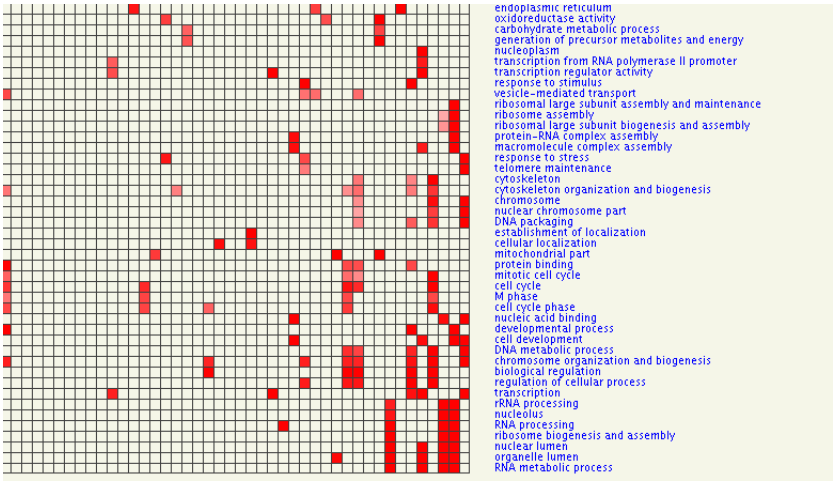 endoplasmic reticulum
oxidoreductase activity
carbohydrate metabolic process
generation of precursor metabolites and energy
nucleoplasm
transcription from RNA polymerase II promoter
transcription regulator activity
response to stimulus
vesicle-mediated transport
ribosomal large subunit assembly and maintenance
ribosome assembly
ribosomal large subunit biogenesis and assembly
protein-RNA complex assembly
macromolecule complex assembly
response to stress
telomere maintenance
cytoskeleton
cytoskeleton organization and biogenesis
chromosome
nuclear chromosome part
DNA packaging
establishment of localization
cellular localization
mitochondrial part
protein binding
mitotic cell cycle
cell cycle
M phase
cell cycle phase
nucleic acid binding
developmental process
cell development
DNA metabolic process
chromosome organization and biogenesis
biological regulation
regulation of cellular process
transcription
rRNA processing
nucleolus
RNA processing
ribosome biogenesis and assembly
nuclear lumen
organelle lumen
RNA metabolic process